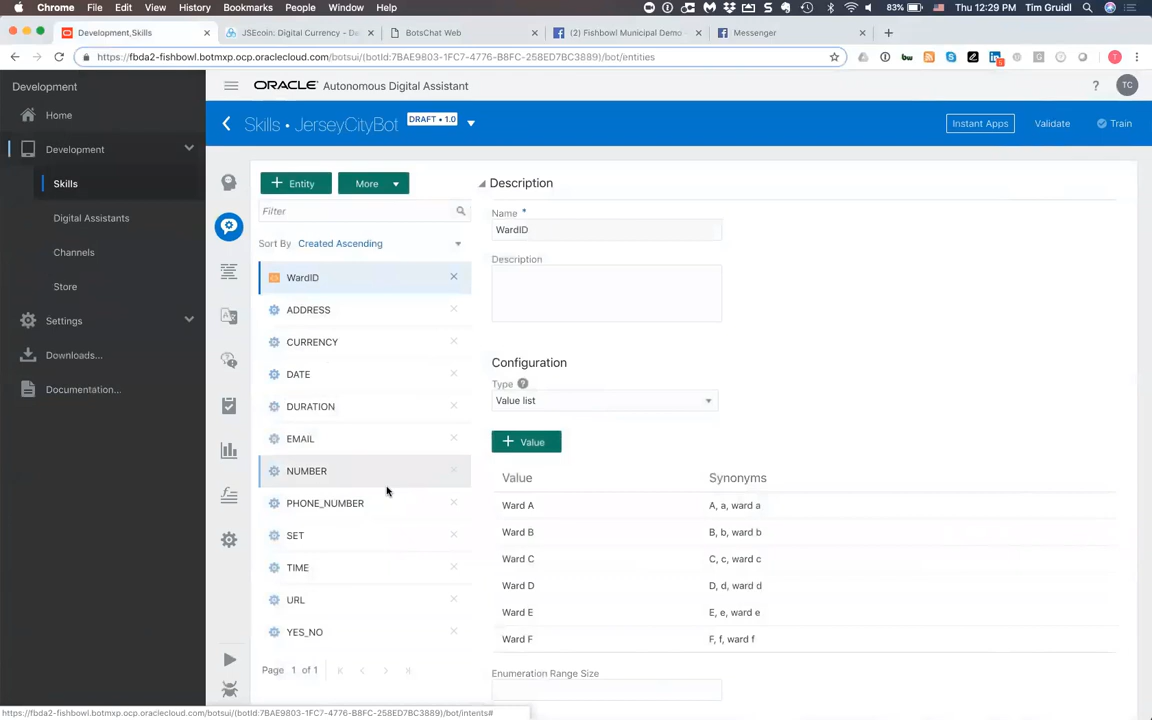 Chrome File Edit View History Bookmarks People Window Help 83% Thu 12:29 PM Tim Gruidl
Development,Skills JSEcoin: Digital Currency - Da BotsChat Web (2) Fishbowl Municipal Demo - Messenger
https://fbda2-fishbowl.botmxp.ocp.oraclecloud.com/botsui/(botId:7BAE9803-1FC7-4776-B8FC-258ED7BC3889)/bot/entities
Development
ORACLE Autonomous Digital Assistant ? TC
Home
Skills • JerseyCityBot DRAFT • 1.0 Instant Apps Validate Train
Development
Skills
Digital Assistants
Channels
Store
Settings
Downloads...
Documentation...
+ Entity More
Filter
Sort By Created Ascending
WardID
ADDRESS
CURRENCY
DATE
DURATION
EMAIL
NUMBER
PHONE_NUMBER
SET
TIME
URL
YES_NO
Page 1 of 1
Description
Name *
WardID
Description
Configuration
Type ?
Value list
+ Value
Value Synonyms
Ward A A, a, ward a
Ward B B, b, ward b
Ward C C, c, ward c
Ward D D, d, ward d
Ward E E, e, ward e
Ward F F, f, ward f
Enumeration Range Size
https://fbda2-fishbowl.botmxp.ocp.oraclecloud.com/botsui/(botId:7BAE9803-1FC7-4776-B8FC-258ED7BC3889)/bot/intents#